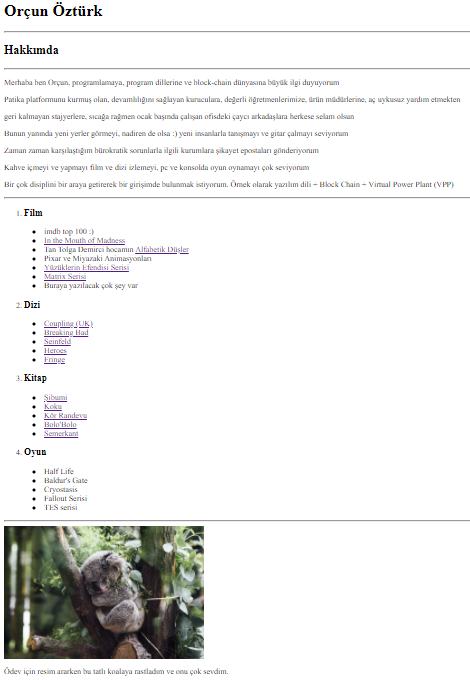 Orçun Öztürk
Hakkımda
Merhaba ben Orçun, programlamaya, program dillerine ve block-chain dünyasına büyük ilgi duyuyorum
Patika platformunu kurmuş olan, devamlılığını sağlayan kuruculara, değerli öğretmenlerimize, ürün müdürlerine, aç uykusuz yardım etmekten
geri kalmayan stajyerlere, sıcağa rağmen ocak başında çalışan ofisdeki çaycı arkadaşlara herkese selam olsun
Bunun yanında yeni yerler görmeyi, nadiren de olsa :) yeni insanlarla tanışmayı ve gitar çalmayı seviyorum
Zaman zaman karşılaştığım bürokratik sorunlarla ilgili kurumlara şikayet epostaları gönderiyorum
Kahve içmeyi ve yapmayı film ve dizi izlemeyi, pc ve konsolda oyun oynamayı çok seviyorum
Bir çok disiplini bir araya getirerek bir girişimde bulunmak istiyorum. Örnek olarak yazılım dili + Block Chain + Virtual Power Plant (VPP)
1. Film
imdb top 100 :)
In the Mouth of Madness
Tan Tolga Demirci hocamın Alfabetik Düşler
Pixar ve Miyazaki Animasyonları
Yüzüklerin Efendisi Serisi
Matrix Serisi
Buraya yazılacak çok şey var
2. Dizi
Coupling (UK)
Breaking Bad
Seinfeld
Heroes
Fringe
3. Kitap
Şibumi
Koku
Kör Randevu
Bolo'Bolo
Semerkant
4. Oyun
Half Life
Baldur's Gate
Cryostasis
Fallout Serisi
TES serisi
Ödev için resim ararken bu tatlı koalaya rastladım ve onu çok sevdim.